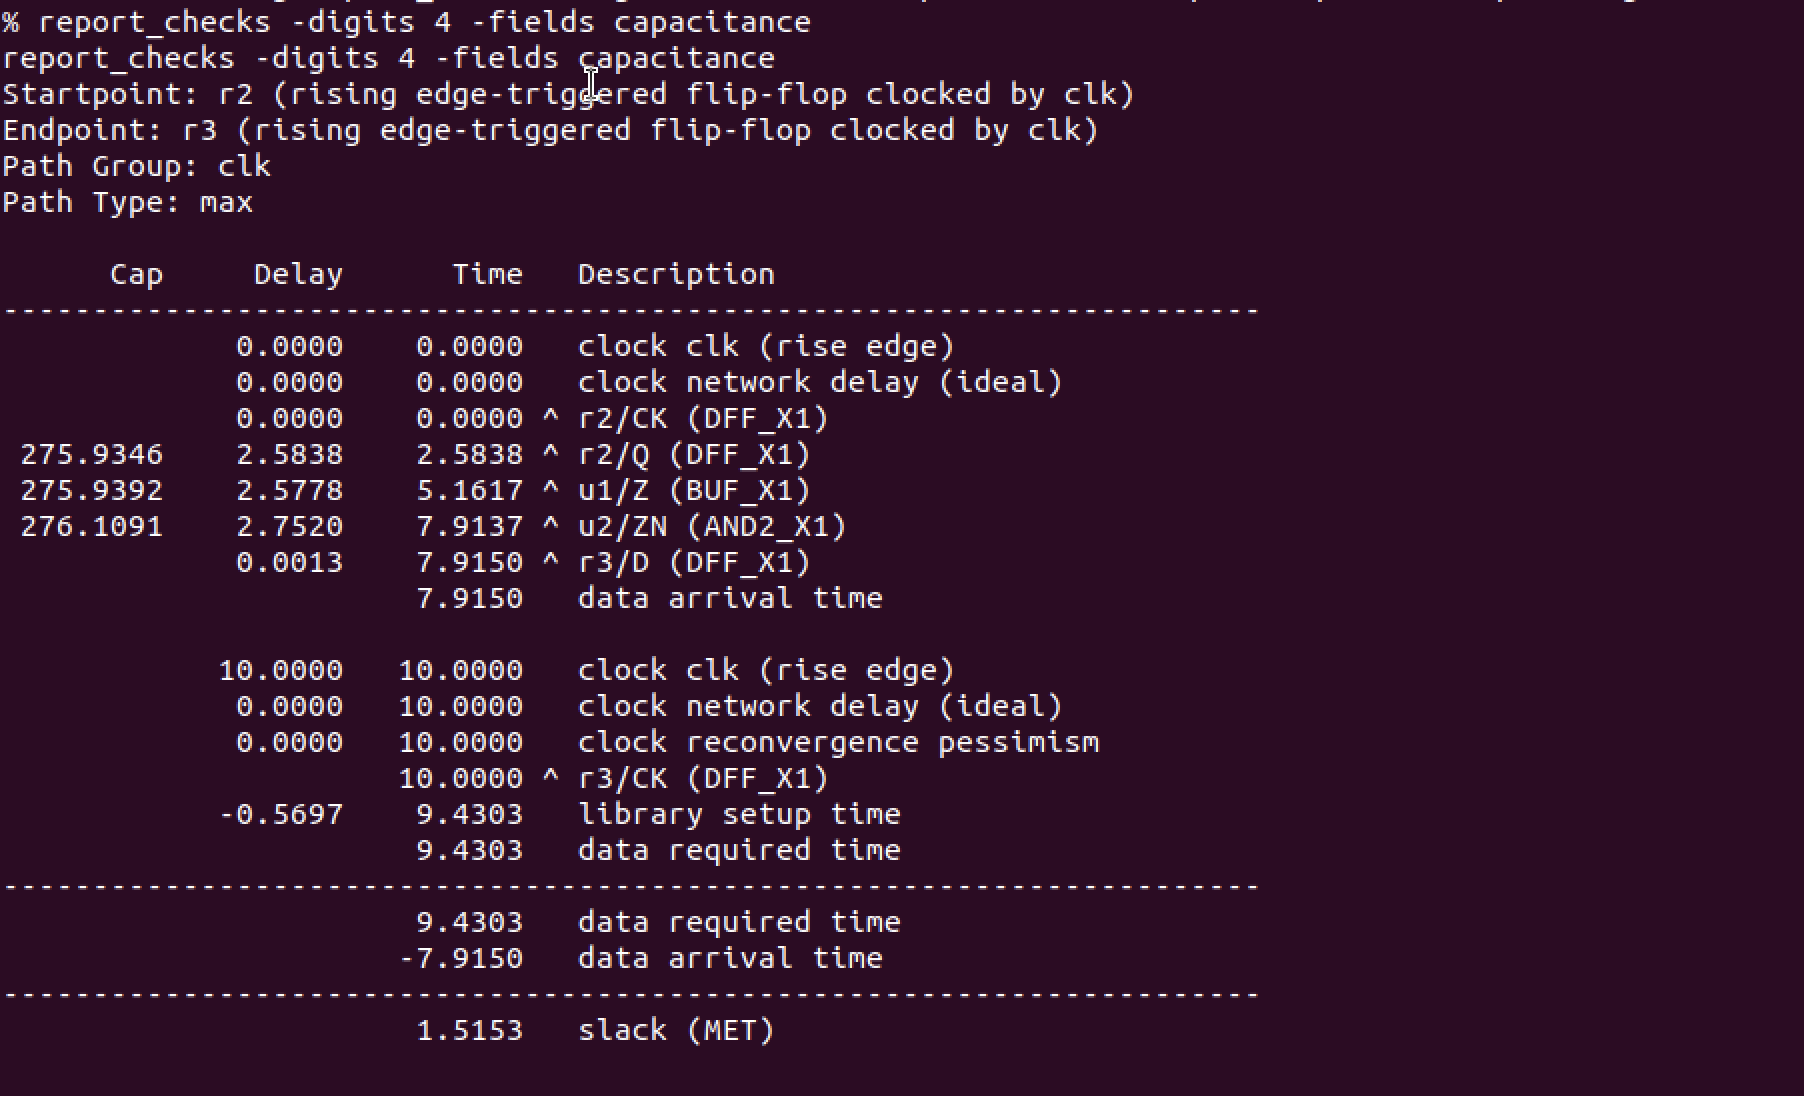 % report_checks -digits 4 -fields capacitance
report_checks -digits 4 -fields capacitance
Startpoint: r2 (rising edge-triggered flip-flop clocked by clk)
Endpoint: r3 (rising edge-triggered flip-flop clocked by clk)
Path Group: clk
Path Type: max
Cap Delay Time Description
-----------------------------------------------------------------------
0.0000 0.0000 clock clk (rise edge)
0.0000 0.0000 clock network delay (ideal)
0.0000 0.0000 ^ r2/CK (DFF_X1)
275.9346 2.5838 2.5838 ^ r2/Q (DFF_X1)
275.9392 2.5778 5.1617 ^ u1/Z (BUF_X1)
276.1091 2.7520 7.9137 ^ u2/ZN (AND2_X1)
0.0013 7.9150 ^ r3/D (DFF_X1)
7.9150 data arrival time
10.0000 10.0000 clock clk (rise edge)
0.0000 10.0000 clock network delay (ideal)
0.0000 10.0000 clock reconvergence pessimism
10.0000 ^ r3/CK (DFF_X1)
-0.5697 9.4303 library setup time
9.4303 data required time
-----------------------------------------------------------------------
9.4303 data required time
-7.9150 data arrival time
-----------------------------------------------------------------------
1.5153 slack (MET)